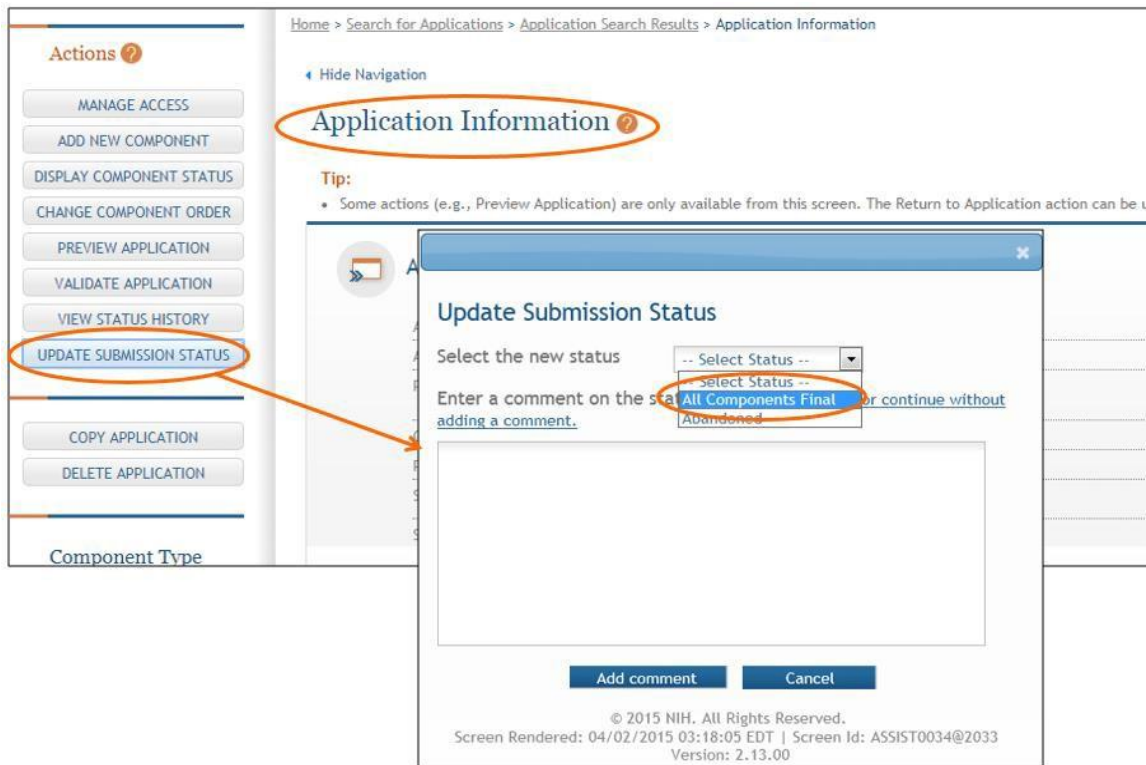 Home > Search for Applications > Application Search Results > Application Information
Actions ?
Hide Navigation
MANAGE ACCESS
ADD NEW COMPONENT
DISPLAY COMPONENT STATUS
CHANGE COMPONENT ORDER
PREVIEW APPLICATION
VALIDATE APPLICATION
VIEW STATUS HISTORY
UPDATE SUBMISSION STATUS
COPY APPLICATION
DELETE APPLICATION
Component Type
Application Information ?
Tip:
• Some actions (e.g., Preview Application) are only available from this screen. The Return to Application action can be u
A
Update Submission Status
Select the new status
-- Select Status --
-- Select Status --
All Components Final
Abandoned
Enter a comment on the stat
or continue without
adding a comment.
Add comment
Cancel
© 2015 NIH. All Rights Reserved.
Screen Rendered: 04/02/2015 03:18:05 EDT | Screen Id: ASSIST0034@2033
Version: 2.13.00